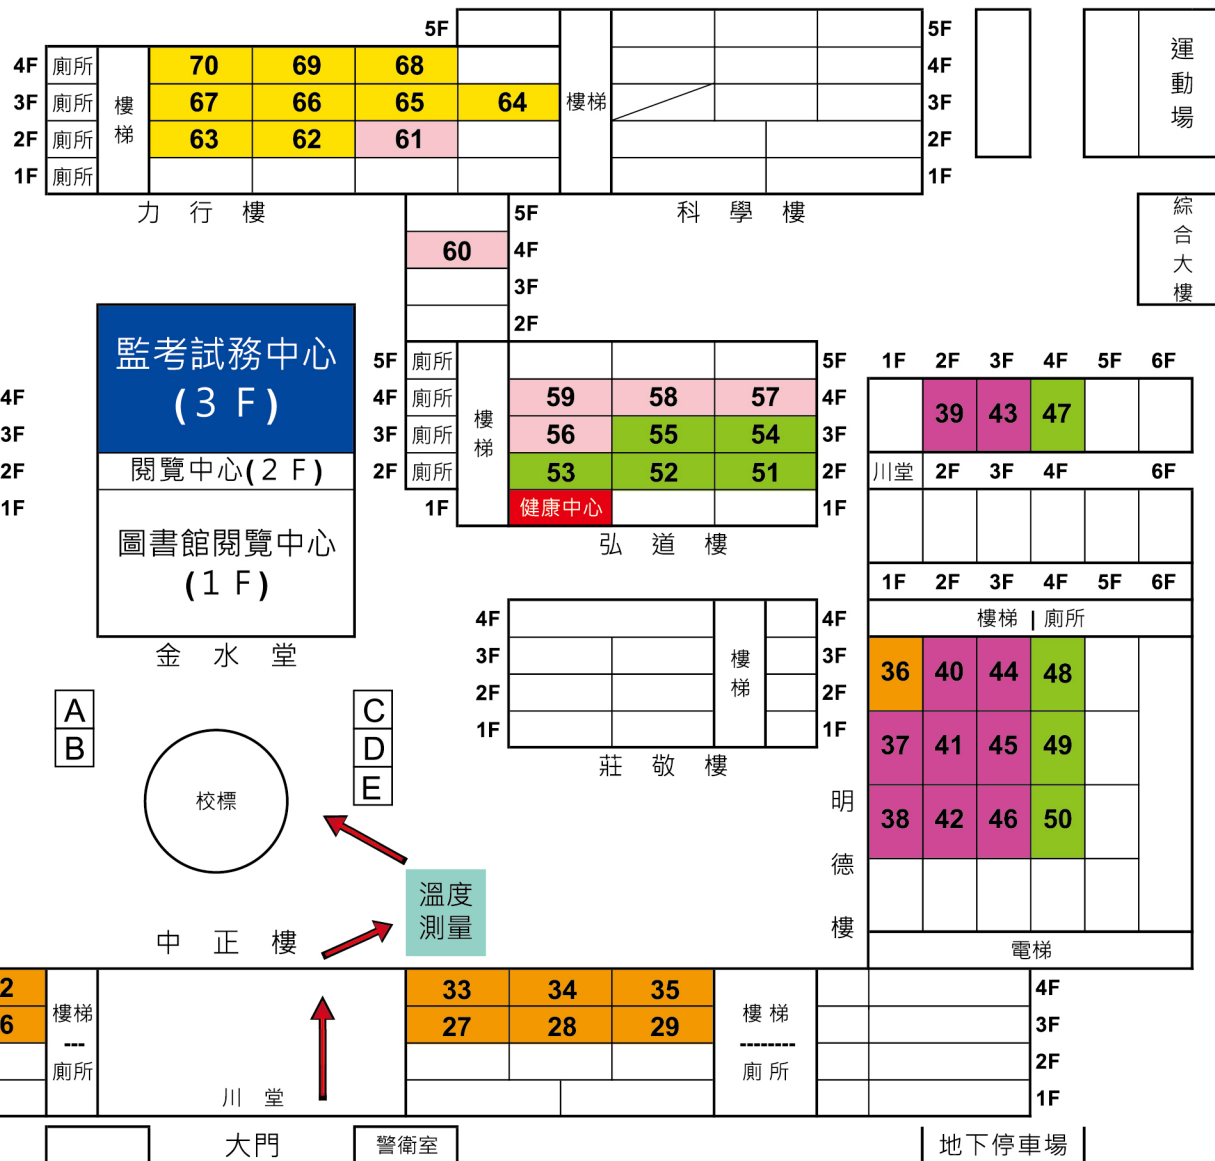 5F 5F
4F 廁所 70 69 68 4F
3F 廁所 67 66 65 64 3F
2F 廁所 63 62 61 2F
1F 廁所 1F
樓梯
樓梯
運動場
力行樓
科學樓
綜合大樓
5F
60 4F
3F
2F
監考試務中心
(3 F)
閱覽中心(2 F)
圖書館閱覽中心
(1 F)
金水堂
4F
3F
2F
1F
5F 廁所 5F
4F 廁所 59 58 57 4F
3F 廁所 56 55 54 3F
2F 廁所 53 52 51 2F
1F 健康中心 1F
樓梯
弘道樓
1F 2F 3F 4F 5F 6F
39 43 47
川堂 2F 3F 4F 6F
1F 2F 3F 4F 5F 6F
樓梯 | 廁所
36 40 44 48
37 41 45 49
38 42 46 50
電梯
明德樓
4F 4F
3F 3F
2F 2F
1F 1F
樓梯
莊敬樓
A
B
C
D
E
校標
溫度
測量
中正樓
2 33 34 35 4F
6 27 28 29 3F
2F
1F
樓梯
---
廁所
樓梯
--------
廁所
川堂
大門
警衛室
地下停車場